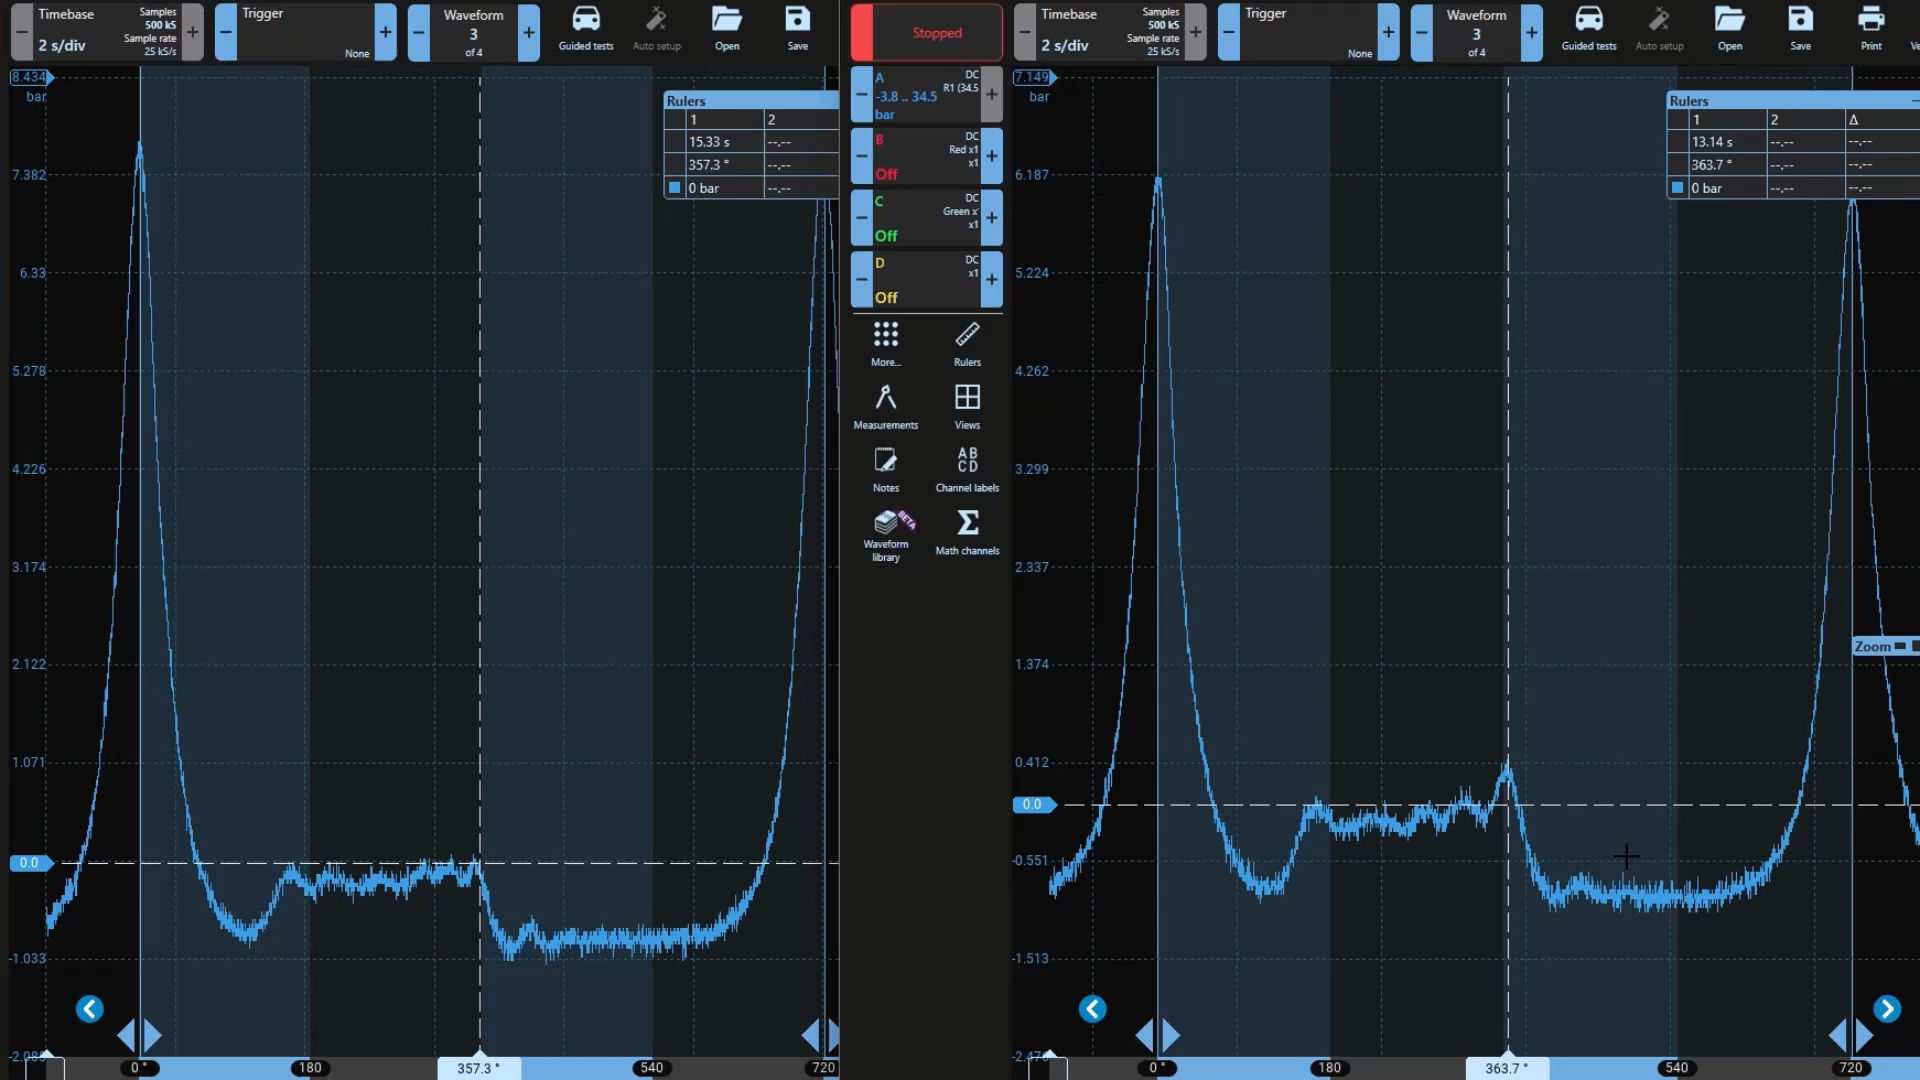 Timebase
2 s/div
Samples
500 kS
Sample rate
25 kS/s
Trigger
None
Waveform
3
of 4
Guided tests
Auto setup
Open
Save
Stopped
Timebase
2 s/div
Samples
500 kS
Sample rate
25 kS/s
Trigger
None
Waveform
3
of 4
Guided tests
Auto setup
Open
Save
Print
8.434
bar
7.382
6.33
5.278
4.226
3.174
2.122
1.071
0.0
-1.033
Rulers
1 2
15.33 s --.--
357.3 ° --.--
0 bar --.--
0 °
180
357.3 °
540
720
A
DC
R1 (34.5
-3.8 .. 34.5
bar
B
DC
Red x1
x1
Off
C
DC
Green x
x1
Off
D
DC
x1
Off
More...
Rulers
Measurements
Views
Notes
AB
CD
Channel labels
BETA
Waveform
library
Math channels
7.149
bar
6.187
5.224
4.262
3.299
2.337
1.374
0.412
0.0
-0.551
-1.513
Rulers
1 2 Δ
13.14 s --.-- --.--
363.7 ° --.-- --.--
0 bar --.-- --.--
Zoom
0 °
180
363.7 °
540
720